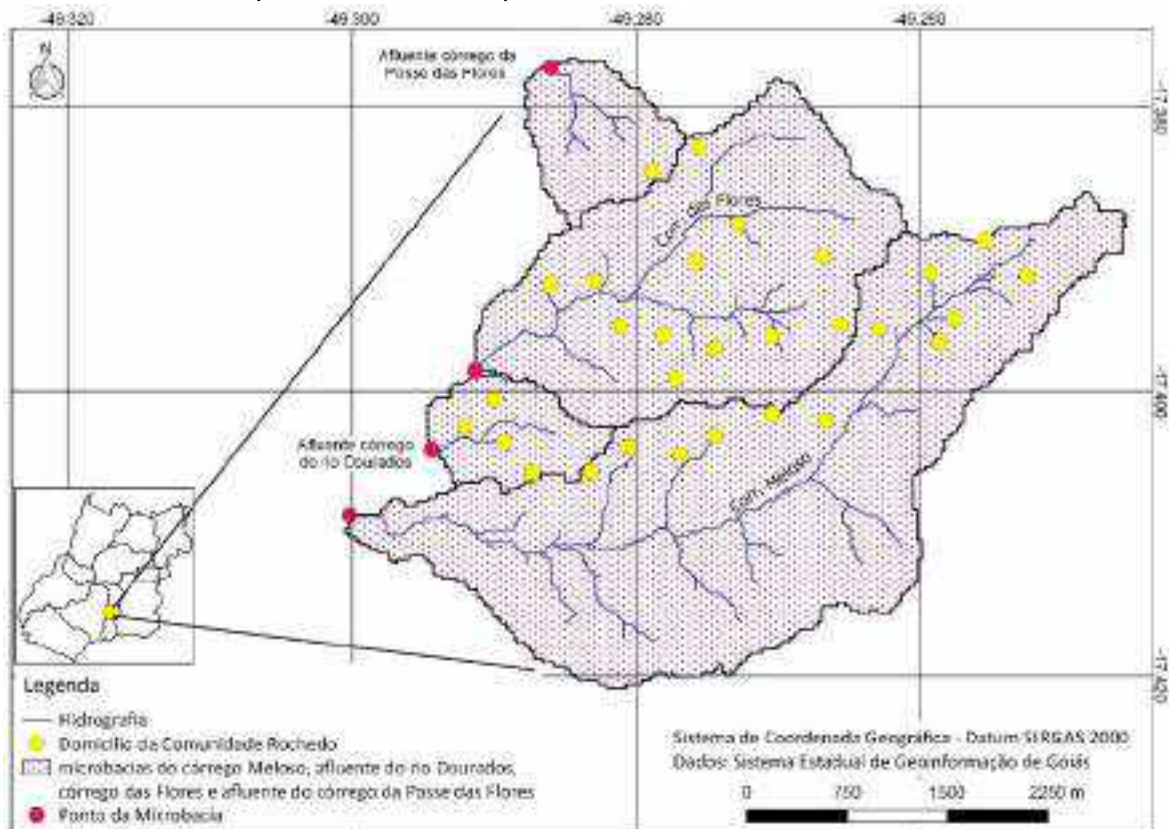 -49.320 -49.300 -49.280 -49.260
N
Afluente córrego da
Posse das Flores
-17.380
Corr. das Flores
-17.400
Afluente córrego
do rio Dourados
Corr. Meloso
-17.420
Legenda
Hidrografia
Domicílio da Comunidade Rochedo
microbacias do córrego Meloso, afluente do rio Dourados,
córrego das Flores e afluente do córrego da Posse das Flores
Ponto da Microbacia
Sistema de Coordenada Geográfica - Datum SIRGAS 2000
Dados: Sistema Estadual de Geoinformação de Goiás
0 750 1500 2250 m